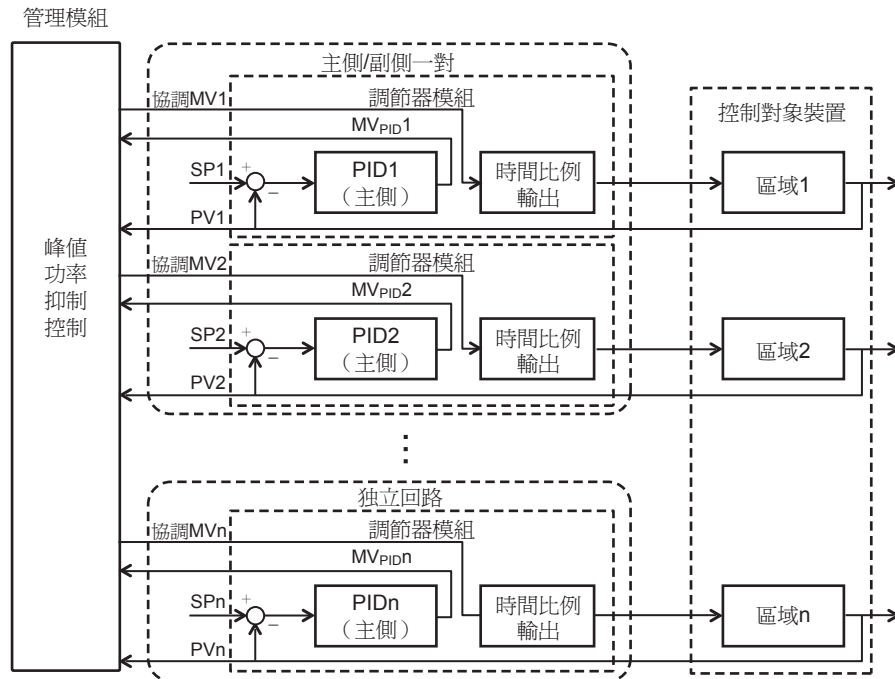 管理模組
主側/副側一對
協調MV1
調節器模組
控制對象裝置
MVPID1
SP1
+
−
PID1
（主側）
時間比例
輸出
區域1
PV1
峰值
功率
抑制
控制
協調MV2
調節器模組
MVPID2
SP2
+
−
PID2
（主側）
時間比例
輸出
區域2
PV2
⋮
独立回路
協調MVn
調節器模組
MVPIDn
SPn
+
−
PIDn
（主側）
時間比例
輸出
區域n
PVn